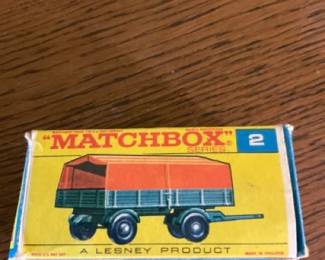 "MATCHBOX"®
SERIES
2
A LESNEY PRODUCT
MADE IN ENGLAND